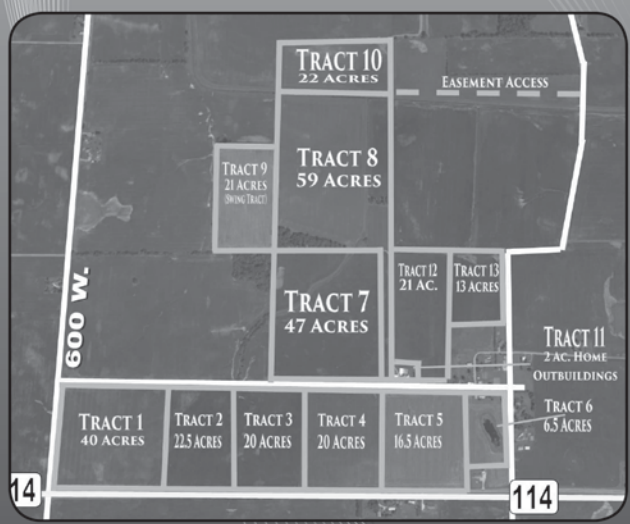 TRACT 10
22 ACRES
EASEMENT ACCESS
TRACT 9
21 ACRES
(SWING TRACT)
TRACT 8
59 ACRES
TRACT 12
21 AC.
TRACT 13
13 ACRES
600 W.
TRACT 7
47 ACRES
TRACT 11
2 AC. HOME
OUTBUILDINGS
TRACT 1
40 ACRES
TRACT 2
22.5 ACRES
TRACT 3
20 ACRES
TRACT 4
20 ACRES
TRACT 5
16.5 ACRES
TRACT 6
6.5 ACRES
14
114